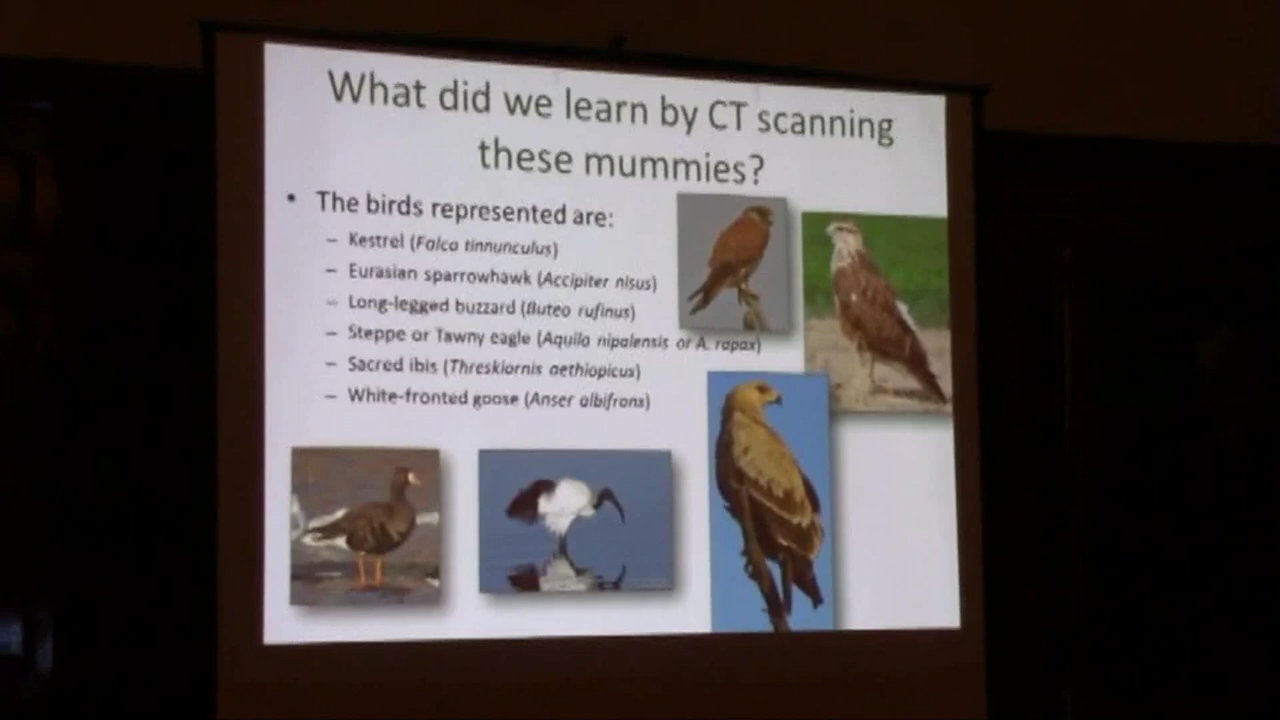 What did we learn by CT scanning
these mummies?
• The birds represented are:
– Kestrel (Falco tinnunculus)
– Eurasian sparrowhawk (Accipiter nisus)
– Long-legged buzzard (Buteo rufinus)
– Steppe or Tawny eagle (Aquila nipalensis or A. rapax)
– Sacred ibis (Threskiornis aethiopicus)
– White-fronted goose (Anser albifrons)